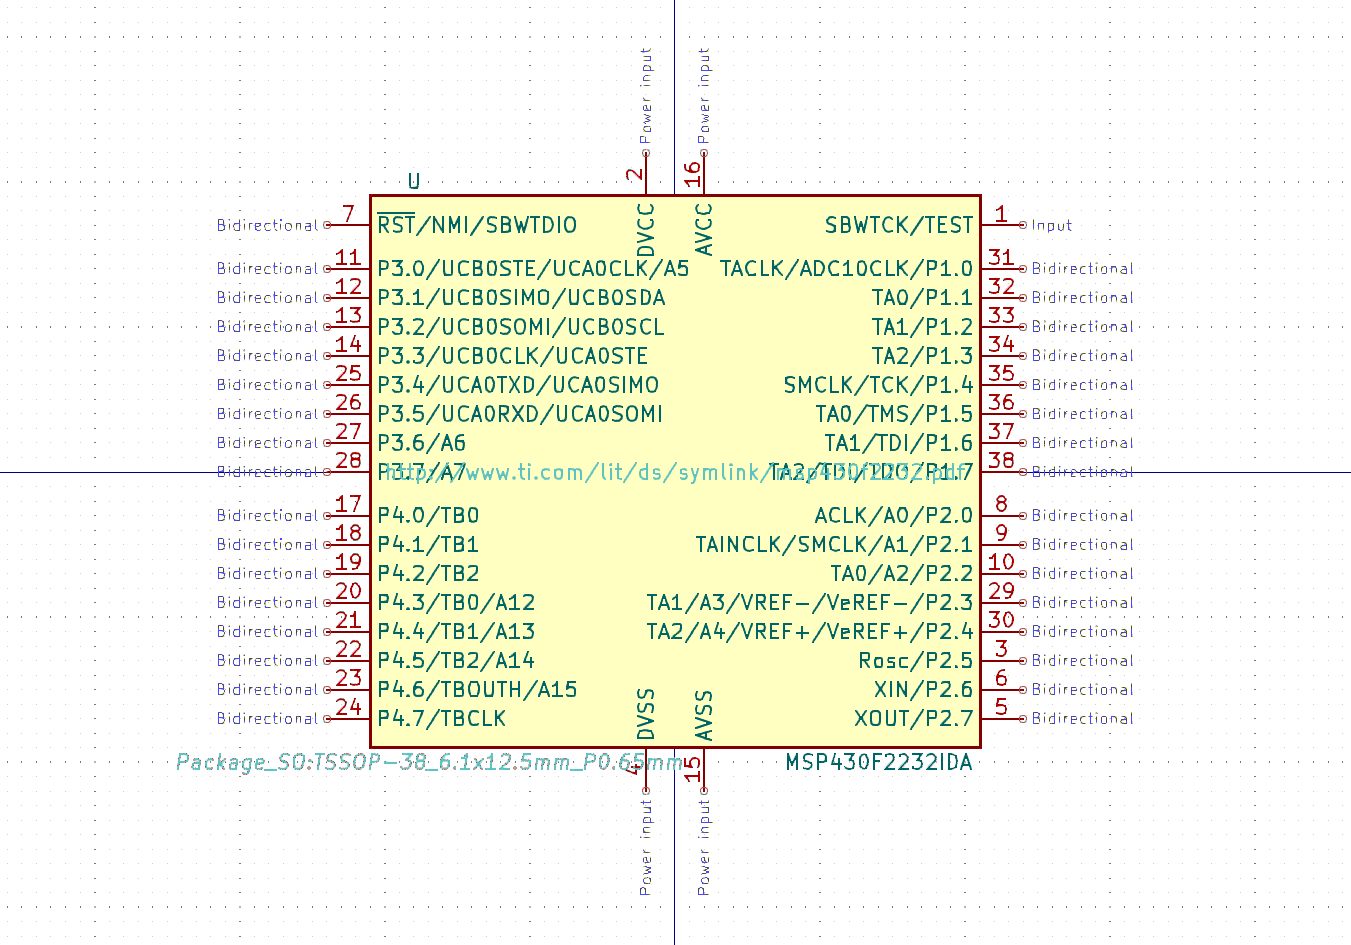 Power input
Power input
2
16
U
DVCC
AVCC
Bidirectional 7 RST/NMI/SBWTDIO
SBWTCK/TEST 1 Input
Bidirectional 11 P3.0/UCB0STE/UCA0CLK/A5
TACLK/ADC10CLK/P1.0 31 Bidirectional
Bidirectional 12 P3.1/UCB0SIMO/UCB0SDA
TA0/P1.1 32 Bidirectional
Bidirectional 13 P3.2/UCB0SOMI/UCB0SCL
TA1/P1.2 33 Bidirectional
Bidirectional 14 P3.3/UCB0CLK/UCA0STE
TA2/P1.3 34 Bidirectional
Bidirectional 25 P3.4/UCA0TXD/UCA0SIMO
SMCLK/TCK/P1.4 35 Bidirectional
Bidirectional 26 P3.5/UCA0RXD/UCA0SOMI
TA0/TMS/P1.5 36 Bidirectional
Bidirectional 27 P3.6/A6
TA1/TDI/P1.6 37 Bidirectional
Bidirectional 28 P3.7/A7
http://www.ti.com/lit/ds/symlink/msp430f2232.pdf
TA2/TDI/TDO/P1.7 38 Bidirectional
Bidirectional 17 P4.0/TB0
ACLK/A0/P2.0 8 Bidirectional
Bidirectional 18 P4.1/TB1
TAINCLK/SMCLK/A1/P2.1 9 Bidirectional
Bidirectional 19 P4.2/TB2
TA0/A2/P2.2 10 Bidirectional
Bidirectional 20 P4.3/TB0/A12
TA1/A3/VREF-/VeREF-/P2.3 29 Bidirectional
Bidirectional 21 P4.4/TB1/A13
TA2/A4/VREF+/VeREF+/P2.4 30 Bidirectional
Bidirectional 22 P4.5/TB2/A14
Rosc/P2.5 3 Bidirectional
Bidirectional 23 P4.6/TBOUTH/A15
XIN/P2.6 6 Bidirectional
Bidirectional 24 P4.7/TBCLK
XOUT/P2.7 5 Bidirectional
DVSS
AVSS
Package_SO:TSSOP-38_6.1x12.5mm_P0.65mm
MSP430F2232IDA
4
15
Power input
Power input